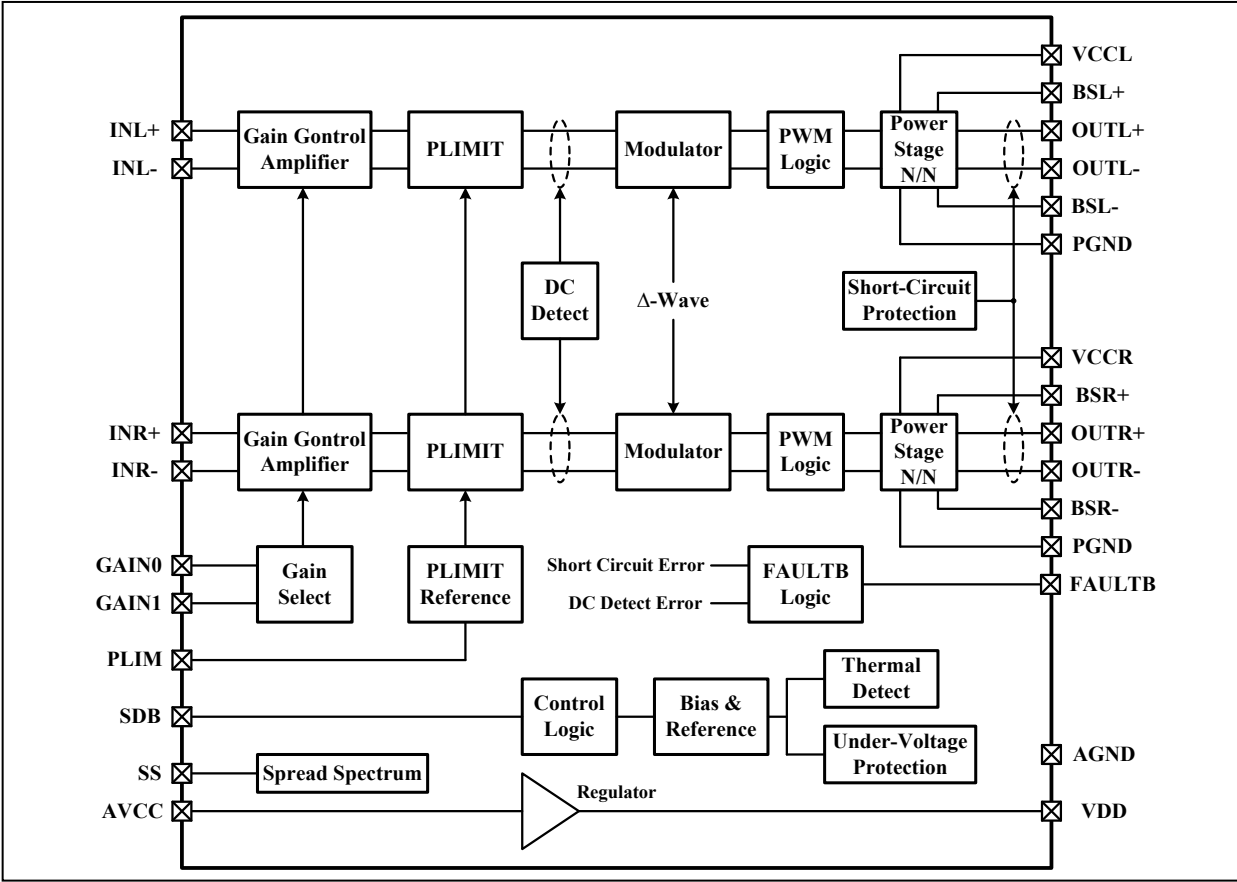 VCCL
BSL+
INL+
Gain Gontrol
Amplifier
PLIMIT
Modulator
PWM
Logic
Power
Stage
N/N
OUTL+
INL-
OUTL-
BSL-
PGND
DC
Detect
Δ-Wave
Short-Circuit
Protection
VCCR
BSR+
INR+
Gain Gontrol
Amplifier
PLIMIT
Modulator
PWM
Logic
Power
Stage
N/N
OUTR+
INR-
OUTR-
BSR-
PGND
GAIN0
GAIN1
Gain
Select
PLIMIT
Reference
Short Circuit Error
DC Detect Error
FAULTB
Logic
FAULTB
PLIM
SDB
Control
Logic
Bias &
Reference
Thermal
Detect
Under-Voltage
Protection
AGND
SS
Spread Spectrum
AVCC
Regulator
VDD